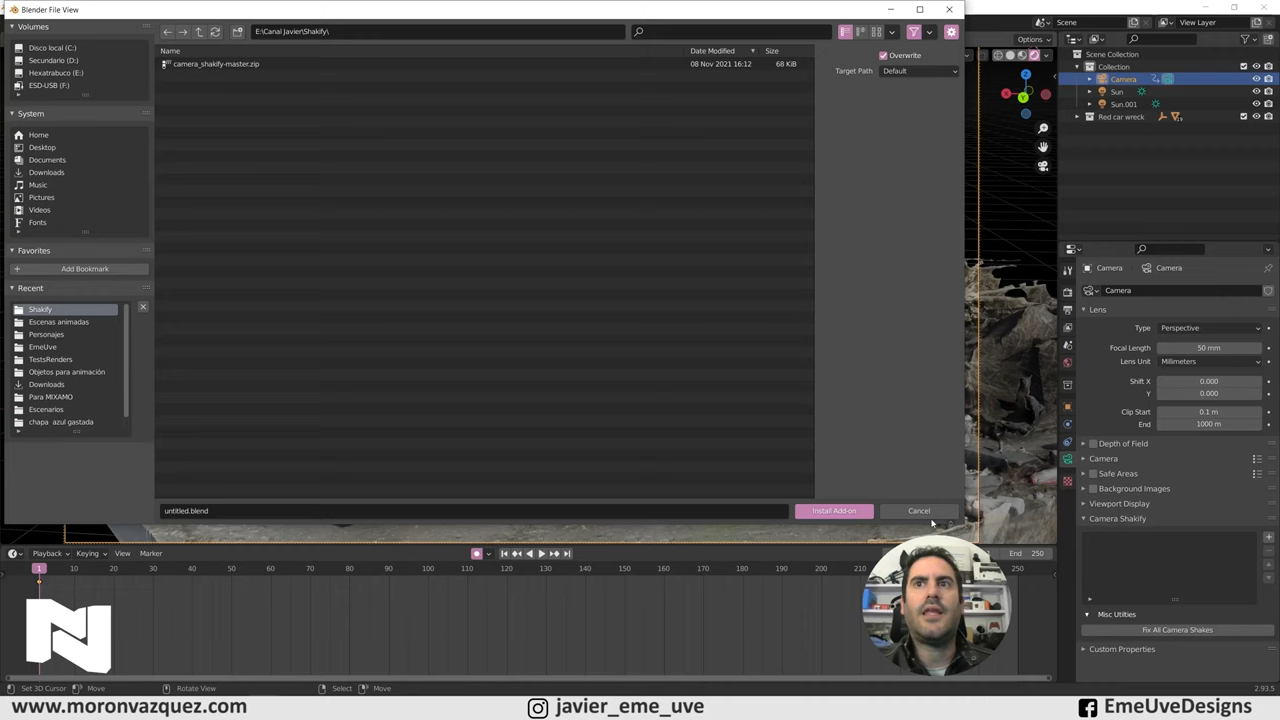 Blender File View
Volumes
E:\Canal Javier\Shakify\
Scene
View Layer
Disco local (C:)
Secundario (D:)
Hexatrabuco (E:)
ESD-USB (F:)
Name
Date Modified
Size
camera_shakify-master.zip
08 Nov 2021 16:12
68 KiB
Overwrite
Target Path
Default
Options
Scene Collection
Collection
Camera
Sun
Sun.001
Red car wreck
X
Y
Z
System
Home
Desktop
Documents
Downloads
Music
Pictures
Videos
Fonts
Favorites
Add Bookmark
Recent
Shakify
Escenas animadas
Personajes
EmeUve
TestsRenders
Objetos para animación
Downloads
Para MIXAMO
Escenarios
chapa azul gastada
untitled.blend
Install Add-on
Cancel
Camera
Camera
Camera
Lens
Type
Perspective
Focal Length
50 mm
Lens Unit
Millimeters
Shift X
0.000
Y
0.000
Clip Start
0.1 m
End
1000 m
Depth of Field
Camera
Safe Areas
Background Images
Viewport Display
Camera Shakify
Misc Utilties
Fix All Camera Shakes
Custom Properties
Playback
Keying
View
Marker
End
250
1
10
20
30
40
50
60
70
80
90
100
110
120
130
140
150
160
170
180
190
200
210
250
N
Set 3D Cursor
Move
Rotate View
Select
Move
2.93.5
www.moronvazquez.com
javier_eme_uve
EmeUveDesigns